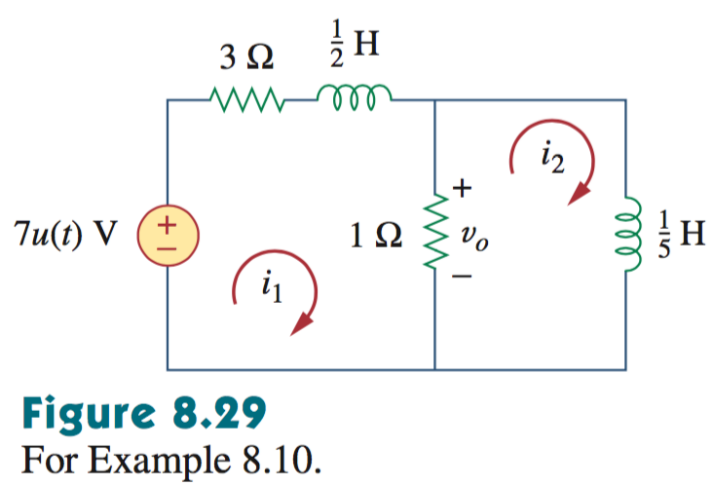 3 Ω
½ H
i₂
+
7u(t) V
+
−
1 Ω
vₒ
⅕ H
i₁
−
Figure 8.29
For Example 8.10.